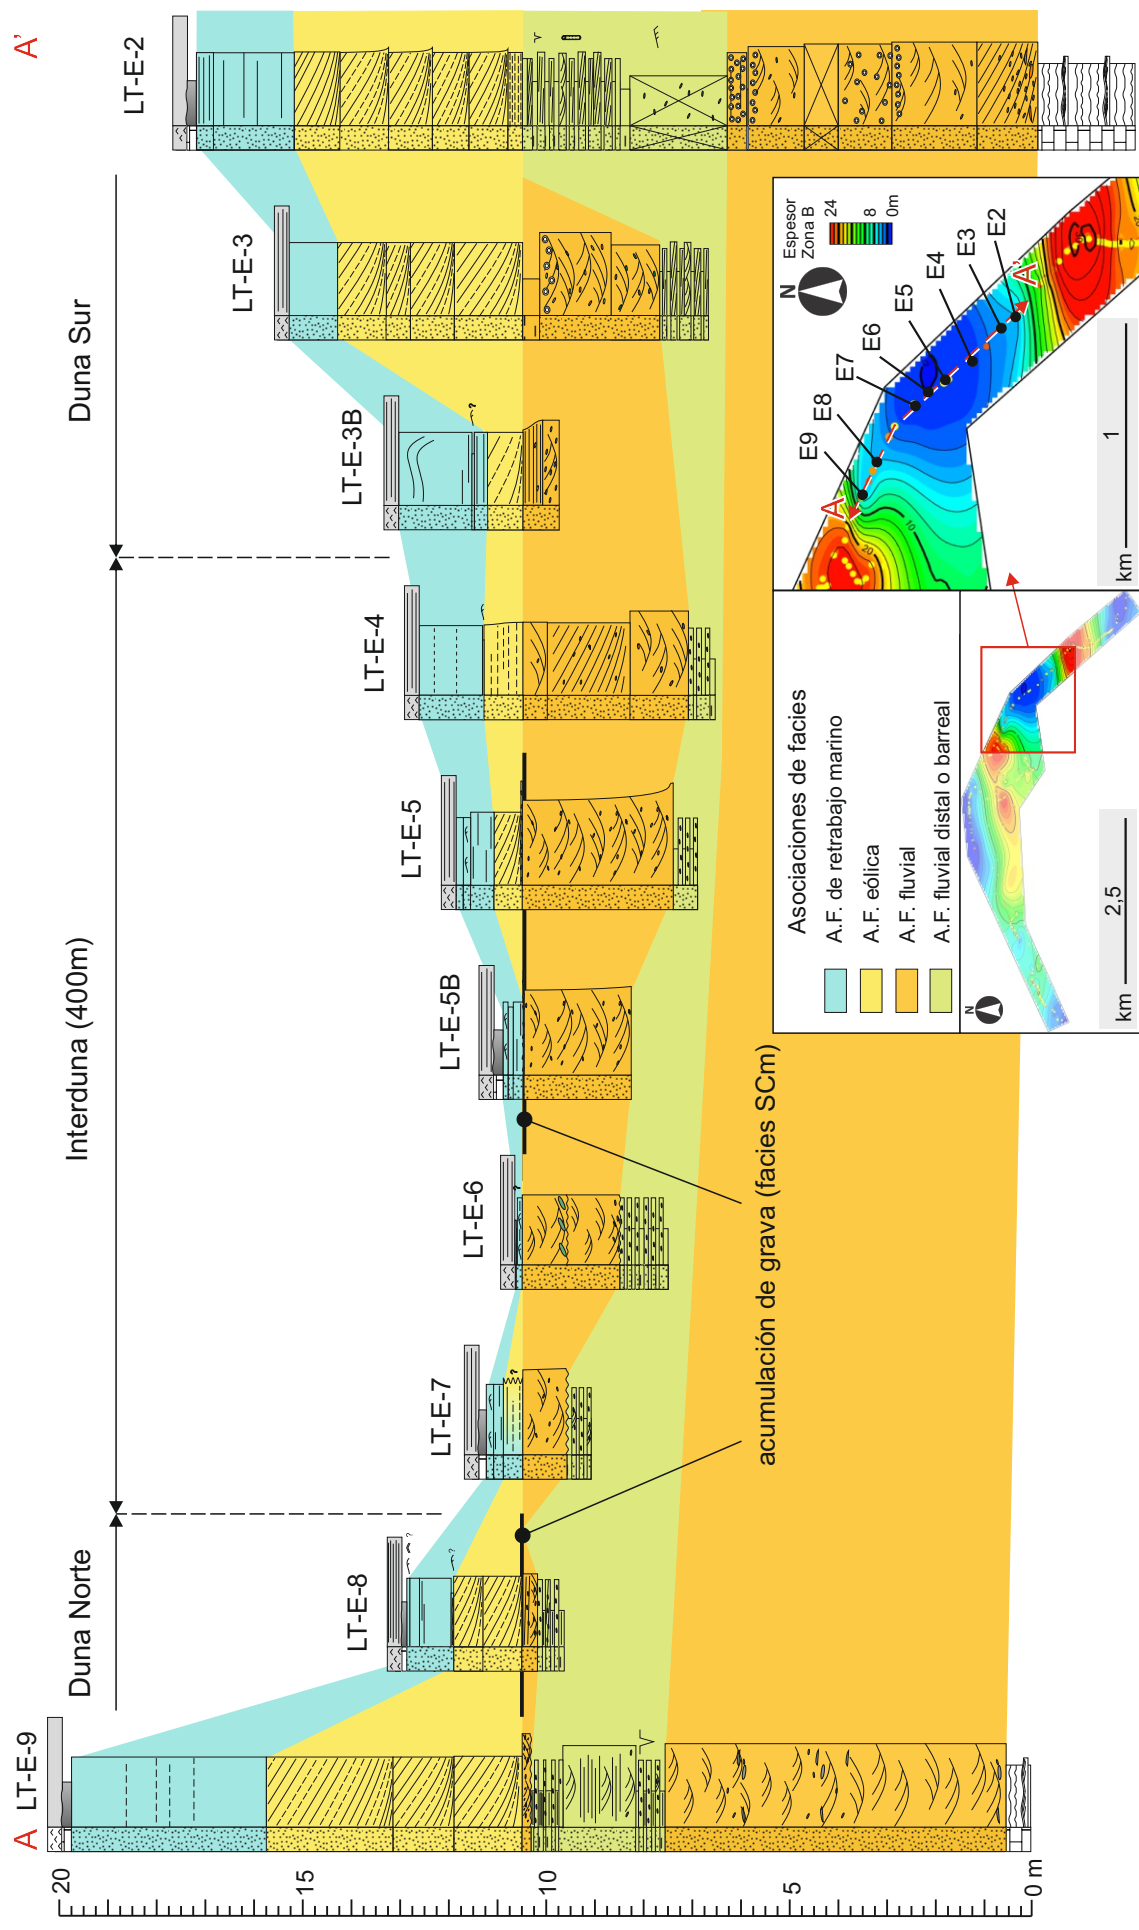 A
A'
LT-E-9
LT-E-8
LT-E-7
LT-E-6
LT-E-5B
LT-E-5
LT-E-4
LT-E-3B
LT-E-3
LT-E-2
Duna Norte
Interduna (400m)
Duna Sur
20
15
10
5
0 m
?
?
?
?
?
?
acumulación de grava (facies SCm)
Asociaciones de facies
A.F. de retrabajo marino
A.F. eólica
A.F. fluvial
A.F. fluvial distal o barreal
N
km
2,5
Espesor
Zona B
24
8
0m
N
A
E9
E8
E7
E6
E5
E4
E3
E2
A'
20
10
km
1